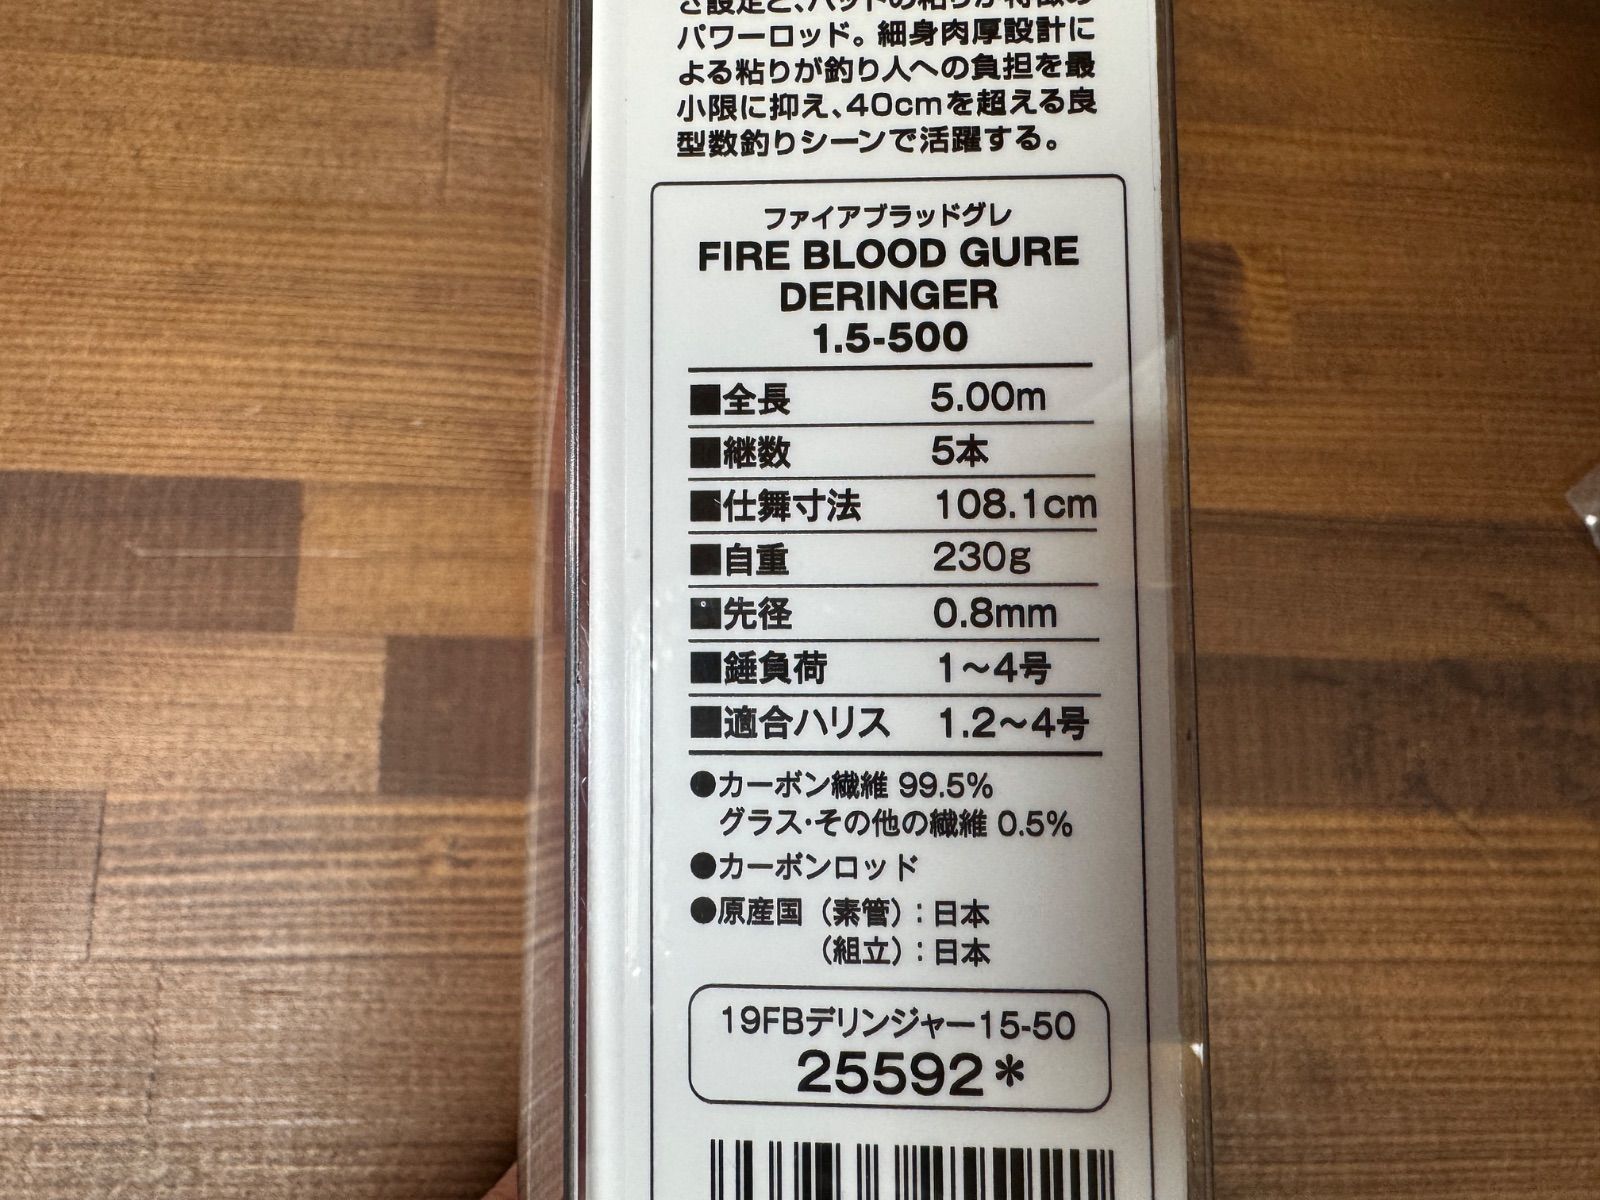 パワーロッド。細身肉厚設計に
よる粘りが釣り人への負担を最
小限に抑え、40cmを超える良
型数釣りシーンで活躍する。
ファイアブラッドグレ
FIRE BLOOD GURE
DERINGER
1.5-500
■全長 5.00m
■継数 5本
■仕舞寸法 108.1cm
■自重 230g
■先径 0.8mm
■錘負荷 1〜4号
■適合ハリス 1.2〜4号
●カーボン繊維 99.5%
グラス・その他の繊維 0.5%
●カーボンロッド
●原産国（素管）：日本
（組立）：日本
19FBデリンジャー15-50
25592*